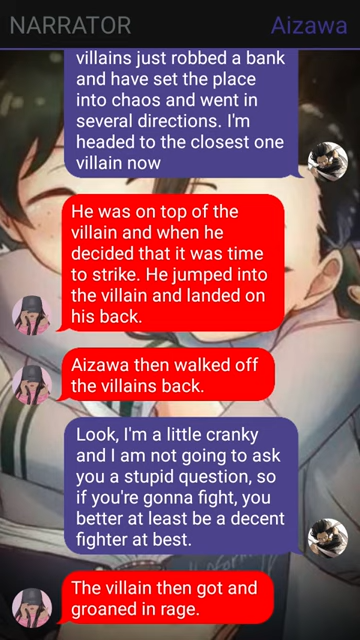 NARRATOR Aizawa
villains just robbed a bank
and have set the place
into chaos and went in
several directions. I'm
headed to the closest one
villain now
He was on top of the
villain and when he
decided that it was time
to strike. He jumped into
the villain and landed on
his back.
Aizawa then walked off
the villains back.
Look, I'm a little cranky
and I am not going to ask
you a stupid question, so
if you're gonna fight, you
better at least be a decent
fighter at best.
The villain then got and
groaned in rage.